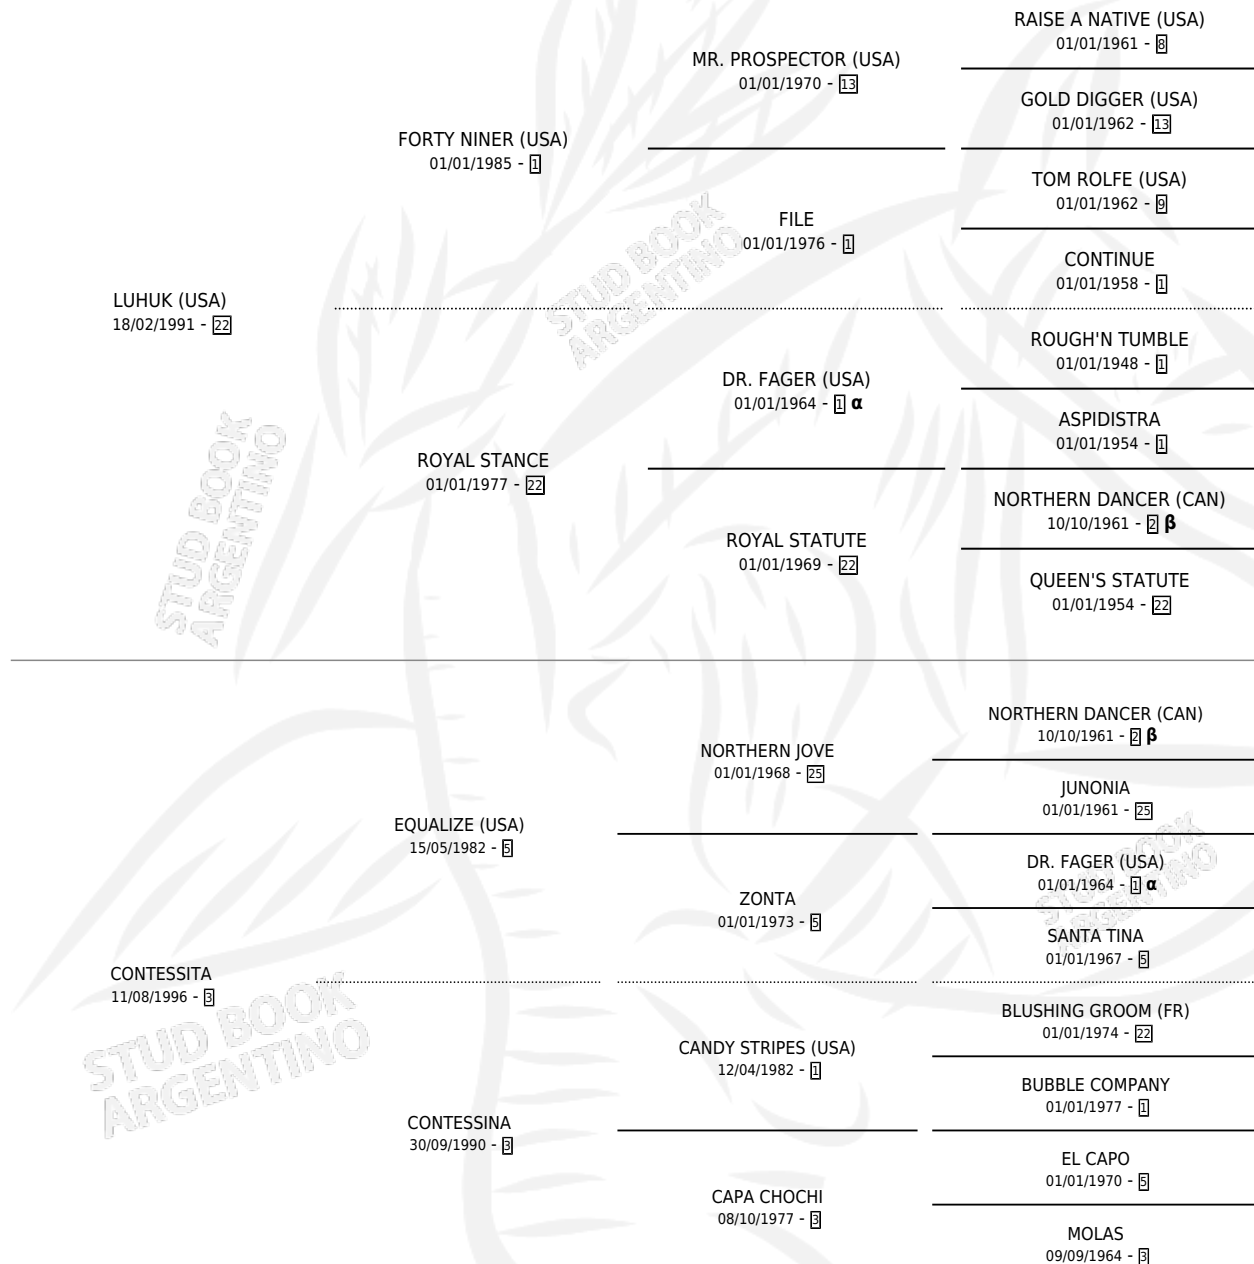 RAISE A NATIVE (USA)
01/01/1961 - 8
MR. PROSPECTOR (USA)
01/01/1970 - 13
GOLD DIGGER (USA)
01/01/1962 - 13
FORTY NINER (USA)
01/01/1985 - 1
TOM ROLFE (USA)
01/01/1962 - 9
FILE
01/01/1976 - 1
CONTINUE
01/01/1958 - 1
LUHUK (USA)
18/02/1991 - 22
ROUGH'N TUMBLE
01/01/1948 - 1
DR. FAGER (USA)
01/01/1964 - 1 α
ASPIDISTRA
01/01/1954 - 1
ROYAL STANCE
01/01/1977 - 22
NORTHERN DANCER (CAN)
10/10/1961 - 2 β
ROYAL STATUTE
01/01/1969 - 22
QUEEN'S STATUTE
01/01/1954 - 22
NORTHERN DANCER (CAN)
10/10/1961 - 2 β
NORTHERN JOVE
01/01/1968 - 25
JUNONIA
01/01/1961 - 25
EQUALIZE (USA)
15/05/1982 - 5
DR. FAGER (USA)
01/01/1964 - 1 α
ZONTA
01/01/1973 - 5
SANTA TINA
01/01/1967 - 5
CONTESSITA
11/08/1996 - 3
BLUSHING GROOM (FR)
01/01/1974 - 22
CANDY STRIPES (USA)
12/04/1982 - 1
BUBBLE COMPANY
01/01/1977 - 1
CONTESSINA
30/09/1990 - 3
EL CAPO
01/01/1970 - 5
CAPA CHOCHI
08/10/1977 - 3
MOLAS
09/09/1964 - 3
STUD BOOK
ARGENTINO
STUD BOOK
ARGENTINO
STUD BOOK
ARGENTINO
STUD BOOK
ARGENTINO